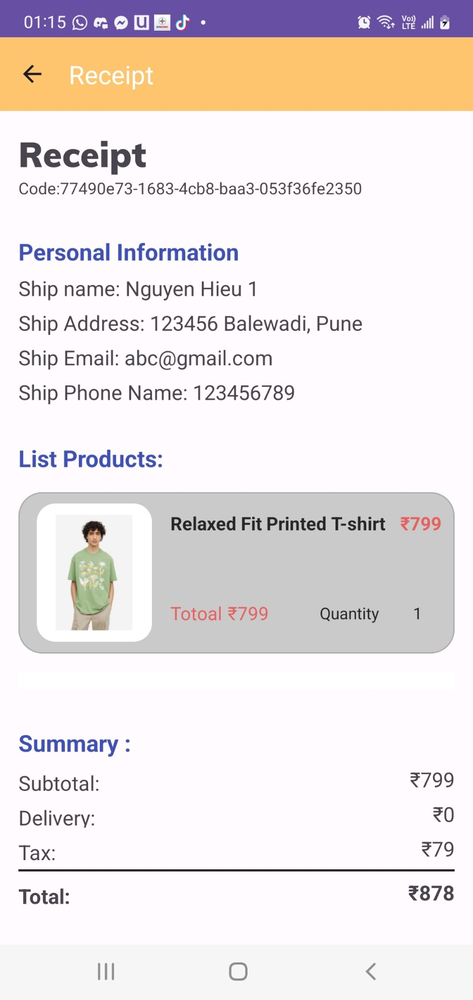 01:15
Vo))
LTE
Receipt
Receipt
Code:77490e73-1683-4cb8-baa3-053f36fe2350
Personal Information
Ship name: Nguyen Hieu 1
Ship Address: 123456 Balewadi, Pune
Ship Email: abc@gmail.com
Ship Phone Name: 123456789
List Products:
Relaxed Fit Printed T-shirt ₹799
Totoal ₹799 Quantity 1
Summary :
Subtotal: ₹799
Delivery: ₹0
Tax: ₹79
Total: ₹878